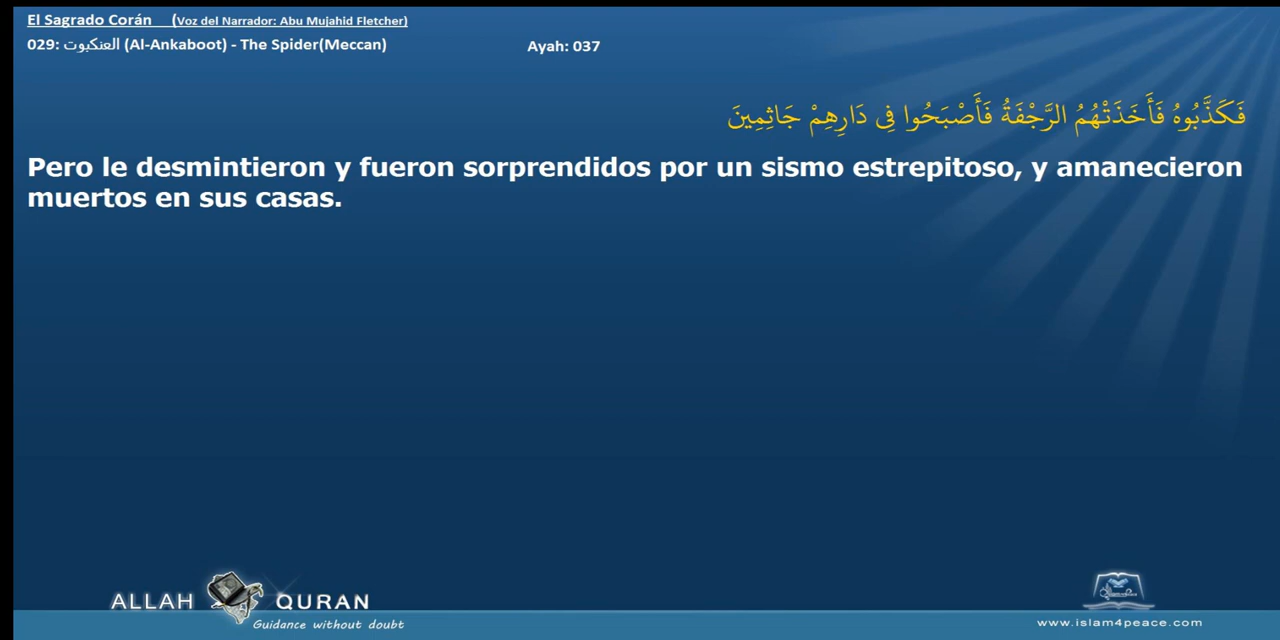 El Sagrado Corán (Voz del Narrador: Abu Mujahid Fletcher)
029: العنكبوت (Al-Ankaboot) - The Spider(Meccan) Ayah: 037
فَكَذَّبُوهُ فَأَخَذَتْهُمُ الرَّجْفَةُ فَأَصْبَحُوا فِي دَارِهِمْ جَاثِمِينَ
Pero le desmintieron y fueron sorprendidos por un sismo estrepitoso, y amanecieron
muertos en sus casas.
ALLAH QURAN
Guidance without doubt
www.islam4peace.com